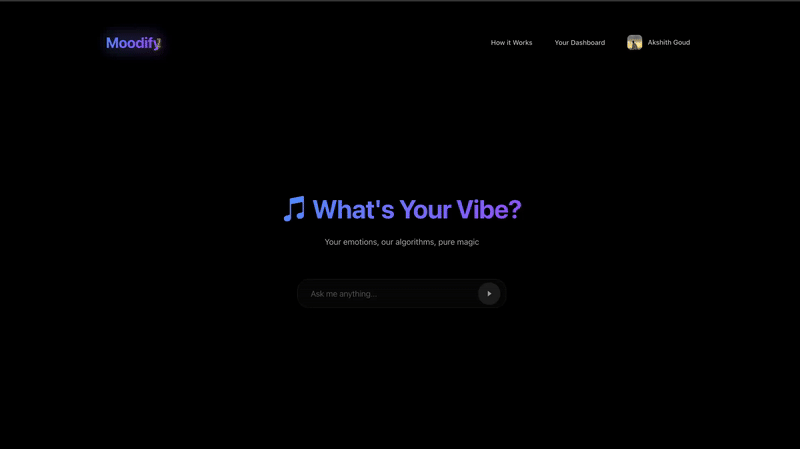 Moodify
How it Works
Your Dashboard
Akshith Goud
What's Your Vibe?
Your emotions, our algorithms, pure magic
Ask me anything...